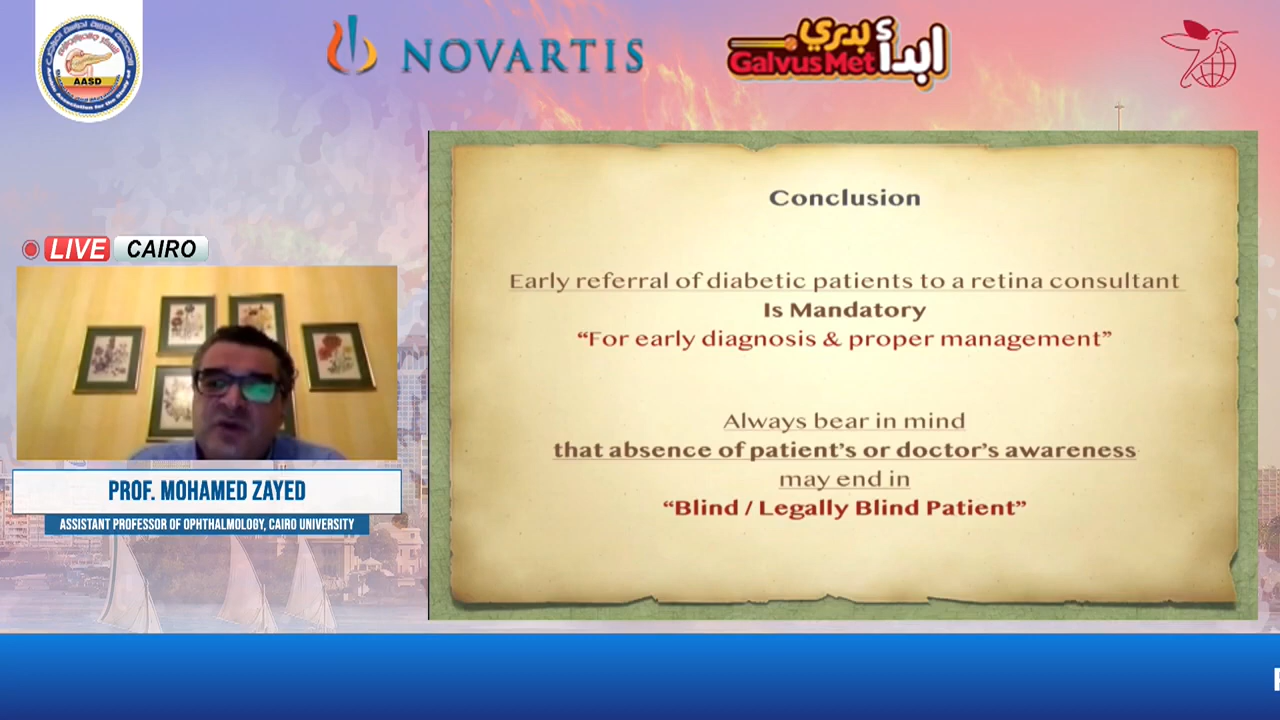 AASD
NOVARTIS
ابدأ بدري
GalvusMet
LIVE CAIRO
PROF. MOHAMED ZAYED
ASSISTANT PROFESSOR OF OPHTHALMOLOGY, CAIRO UNIVERSITY
Conclusion
Early referral of diabetic patients to a retina consultant
Is Mandatory
“For early diagnosis & proper management”
Always bear in mind
that absence of patient’s or doctor’s awareness
may end in
“Blind / Legally Blind Patient”